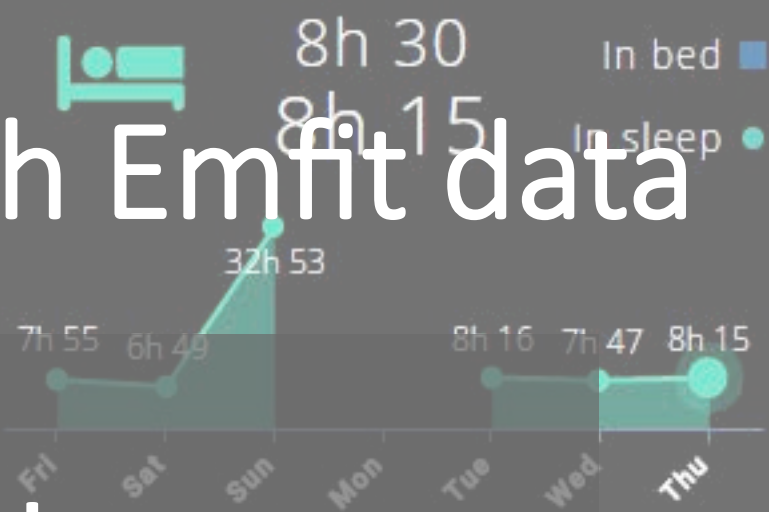 8h 30
In bed
8h 15
In sleep
h Emfit data
32h 53
7h 55
6h 49
8h 16
7h 47
8h 15
Fri
Sat
Sun
Mon
Tue
Wed
Thu